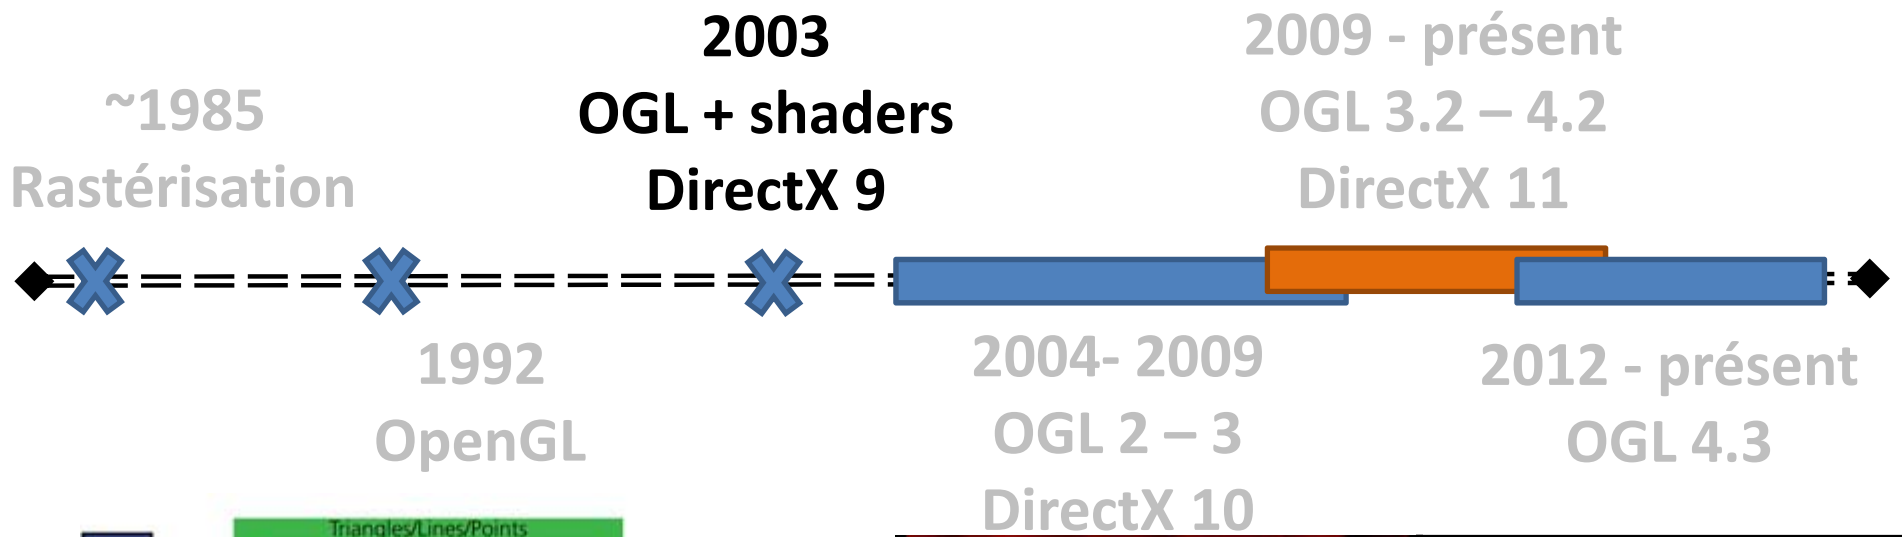 ~1985
Rastérisation
2003
OGL + shaders
DirectX 9
2009 - présent
OGL 3.2 – 4.2
DirectX 11
1992
OpenGL
2004- 2009
OGL 2 – 3
DirectX 10
2012 - présent
OGL 4.3
Triangles/Lines/Points